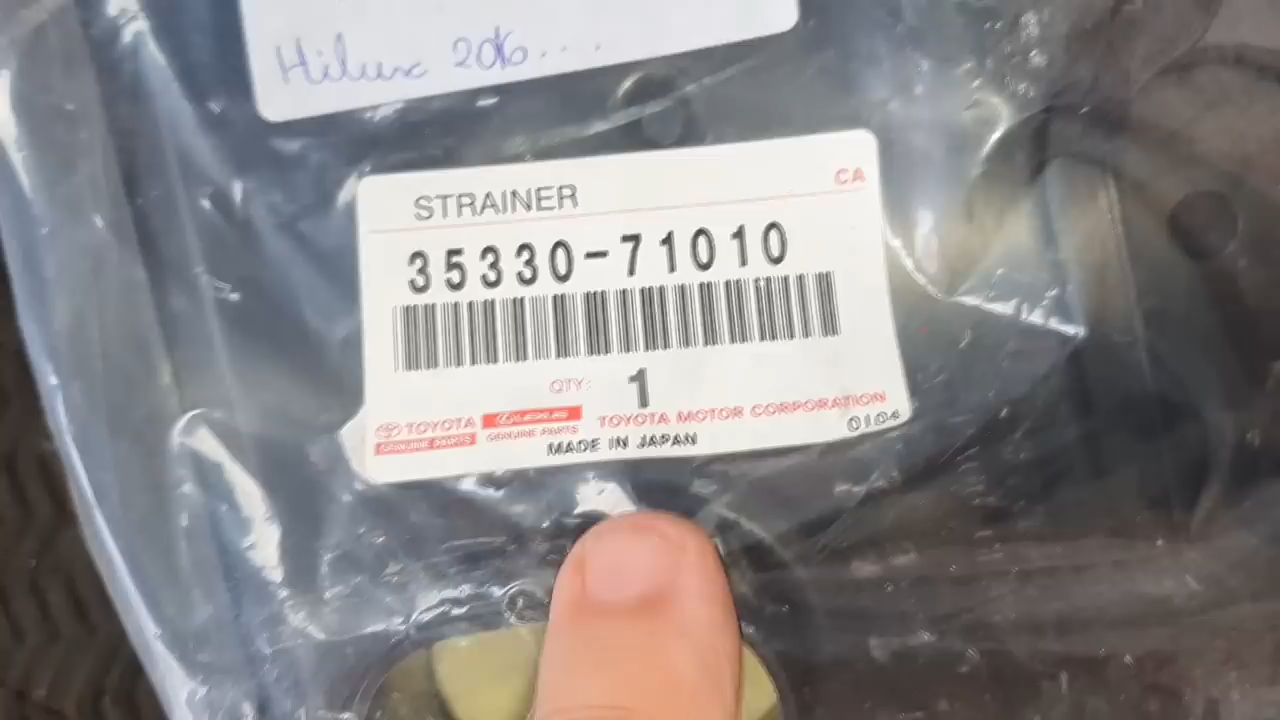 Hilux 2016....
STRAINER
CA
35330-71010
QTY: 1
TOYOTA
GENUINE PARTS
LEXUS
GENUINE PARTS
TOYOTA MOTOR CORPORATION
MADE IN JAPAN
0104